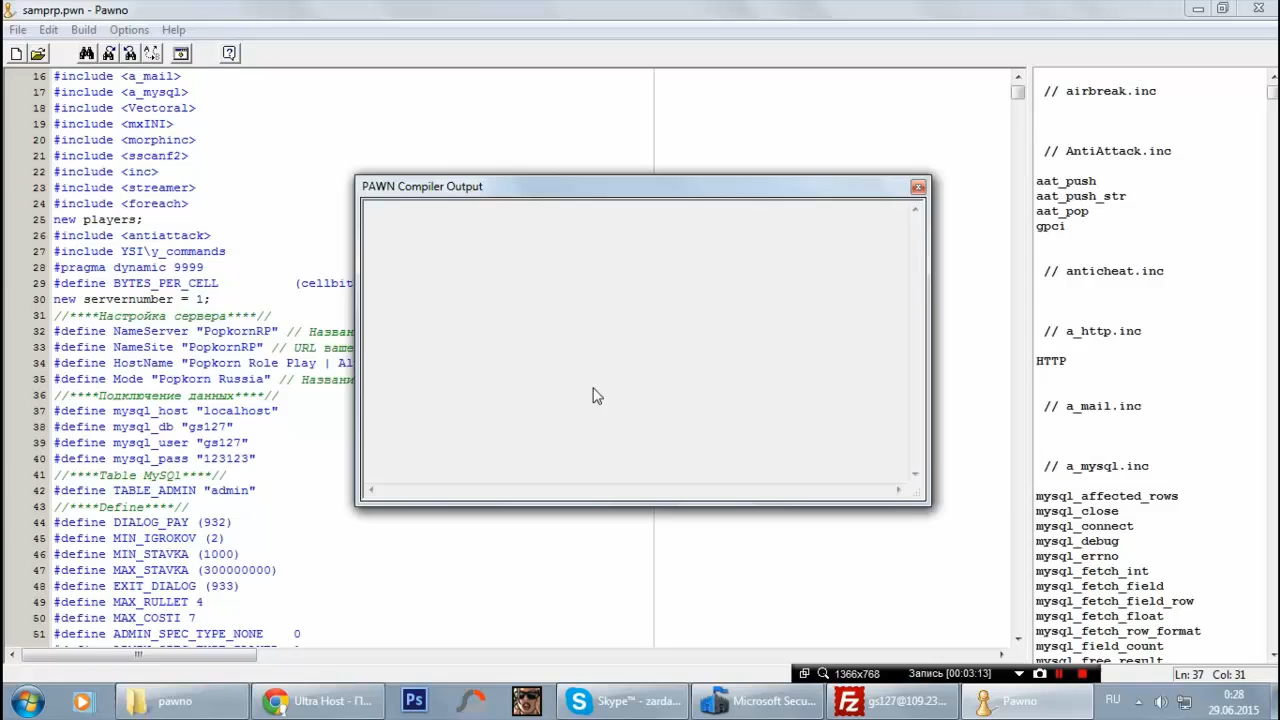 samprp.pwn - Pawno
File Edit Build Options Help
16 #include <a_mail>
17 #include <a_mysql>
18 #include <Vectoral>
19 #include <mxINI>
20 #include <morphinc>
21 #include <sscanf2>
22 #include <inc>
23 #include <streamer>
24 #include <foreach>
25 new players;
26 #include <antiattack>
27 #include YSI\y_commands
28 #pragma dynamic 9999
29 #define BYTES_PER_CELL (cellbit
30 new servernumber = 1;
31 //****Настройка сервера****//
32 #define NameServer "PopkornRP" // Назван
33 #define NameSite "PopkornRP" // URL ваше
34 #define HostName "Popkorn Role Play | Al
35 #define Mode "Popkorn Russia" // Названи
36 //****Подключение данных****//
37 #define mysql_host "localhost"
38 #define mysql_db "gs127"
39 #define mysql_user "gs127"
40 #define mysql_pass "123123"
41 //****Table MySQl****//
42 #define TABLE_ADMIN "admin"
43 //****Define****//
44 #define DIALOG_PAY (932)
45 #define MIN_IGROKOV (2)
46 #define MIN_STAVKA (1000)
47 #define MAX_STAVKA (300000000)
48 #define EXIT_DIALOG (933)
49 #define MAX_RULLET 4
50 #define MAX_COSTI 7
51 #define ADMIN_SPEC_TYPE_NONE 0
PAWN Compiler Output
// airbreak.inc
// AntiAttack.inc
aat_push
aat_push_str
aat_pop
gpci
// anticheat.inc
// a_http.inc
HTTP
// a_mail.inc
// a_mysql.inc
mysql_affected_rows
mysql_close
mysql_connect
mysql_debug
mysql_errno
mysql_fetch_int
mysql_fetch_field
mysql_fetch_field_row
mysql_fetch_float
mysql_fetch_row_format
mysql_field_count
mysql_free_result
1366x768 Запись [00:03:13]
Ln: 37 Col: 31
pawno
Ultra Host - П...
Ps
Skype™ - zarda...
Microsoft Secu...
gs127@109.23...
Pawno
RU
0:28
29.06.2015